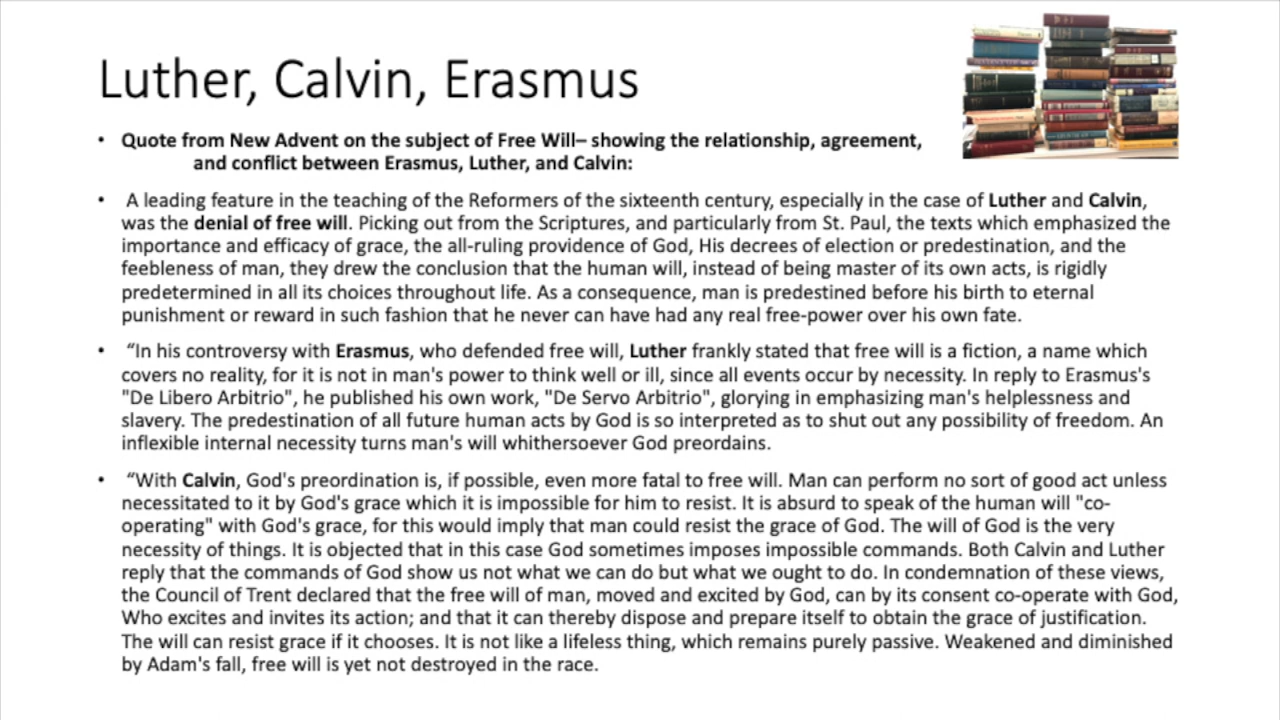 Luther, Calvin, Erasmus
• Quote from New Advent on the subject of Free Will– showing the relationship, agreement,
and conflict between Erasmus, Luther, and Calvin:
• A leading feature in the teaching of the Reformers of the sixteenth century, especially in the case of Luther and Calvin,
was the denial of free will. Picking out from the Scriptures, and particularly from St. Paul, the texts which emphasized the
importance and efficacy of grace, the all-ruling providence of God, His decrees of election or predestination, and the
feebleness of man, they drew the conclusion that the human will, instead of being master of its own acts, is rigidly
predetermined in all its choices throughout life. As a consequence, man is predestined before his birth to eternal
punishment or reward in such fashion that he never can have had any real free-power over his own fate.
• “In his controversy with Erasmus, who defended free will, Luther frankly stated that free will is a fiction, a name which
covers no reality, for it is not in man's power to think well or ill, since all events occur by necessity. In reply to Erasmus's
"De Libero Arbitrio", he published his own work, "De Servo Arbitrio", glorying in emphasizing man's helplessness and
slavery. The predestination of all future human acts by God is so interpreted as to shut out any possibility of freedom. An
inflexible internal necessity turns man's will whithersoever God preordains.
• “With Calvin, God's preordination is, if possible, even more fatal to free will. Man can perform no sort of good act unless
necessitated to it by God's grace which it is impossible for him to resist. It is absurd to speak of the human will "co-
operating" with God's grace, for this would imply that man could resist the grace of God. The will of God is the very
necessity of things. It is objected that in this case God sometimes imposes impossible commands. Both Calvin and Luther
reply that the commands of God show us not what we can do but what we ought to do. In condemnation of these views,
the Council of Trent declared that the free will of man, moved and excited by God, can by its consent co-operate with God,
Who excites and invites its action; and that it can thereby dispose and prepare itself to obtain the grace of justification.
The will can resist grace if it chooses. It is not like a lifeless thing, which remains purely passive. Weakened and diminished
by Adam's fall, free will is yet not destroyed in the race.